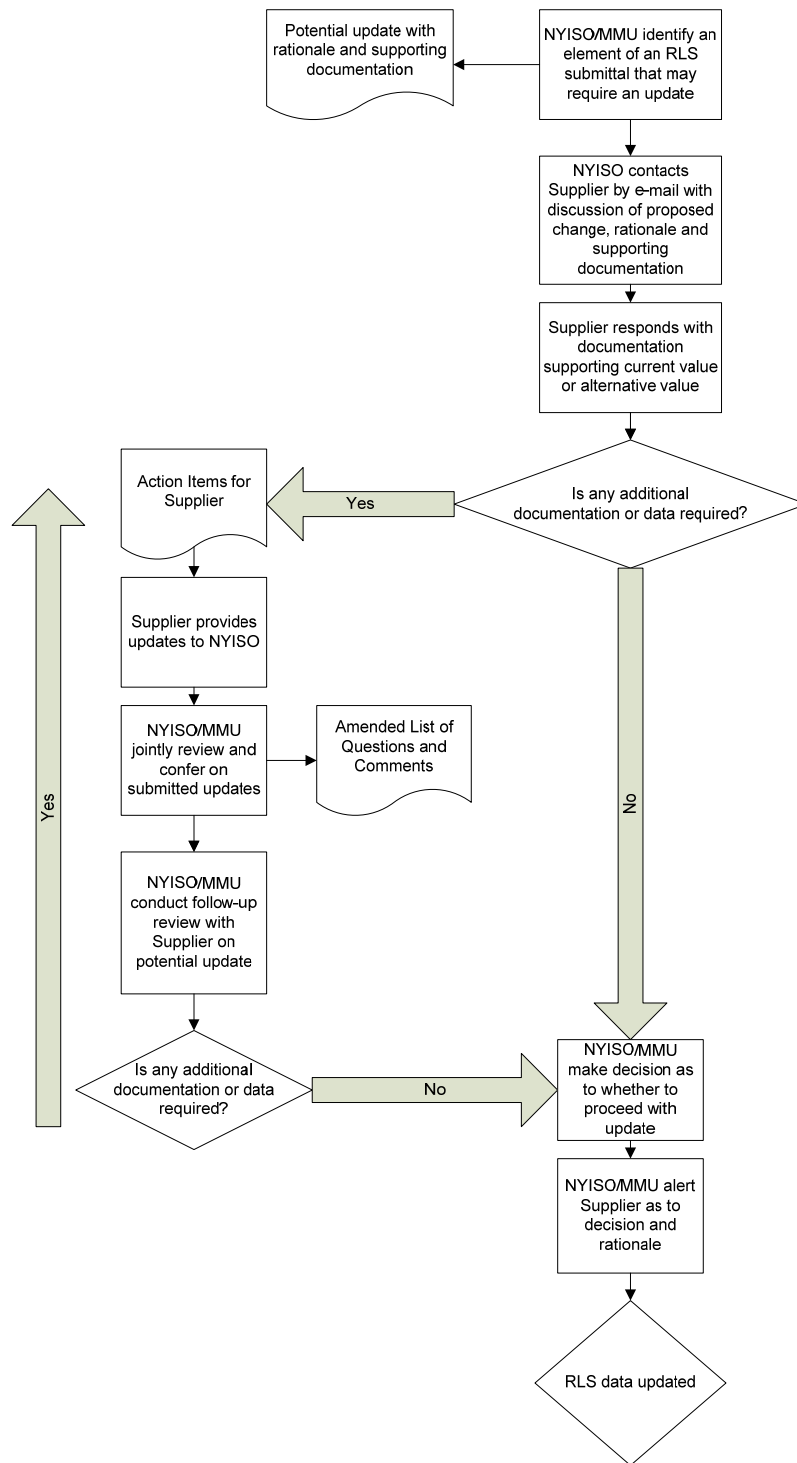 Potential update with
rationale and supporting
documentation
NYISO/MMU identify an
element of an RLS
submittal that may
require an update
NYISO contacts
Supplier by e-mail with
discussion of proposed
change, rationale and
supporting
documentation
Supplier responds with
documentation
supporting current value
or alternative value
Is any additional
documentation or data required?
Yes
Action Items for
Supplier
Supplier provides
updates to NYISO
NYISO/MMU
jointly review and
confer on
submitted updates
Amended List of
Questions and
Comments
NYISO/MMU
conduct follow-up
review with
Supplier on
potential update
Is any additional
documentation or data
required?
Yes
No
No
NYISO/MMU
make decision as
to whether to
proceed with
update
NYISO/MMU alert
Supplier as to
decision and
rationale
RLS data updated